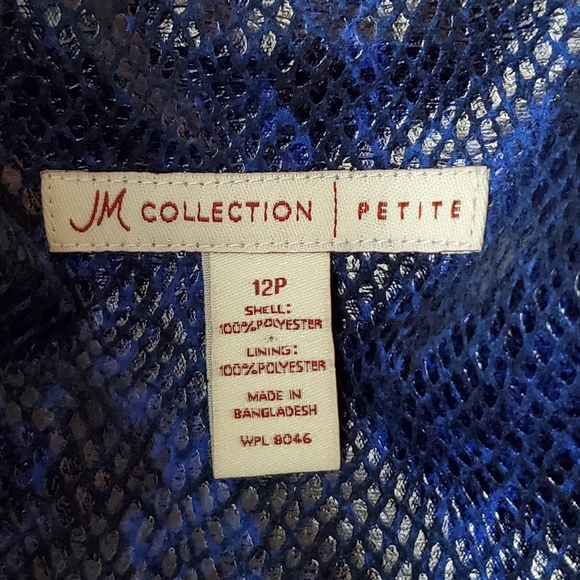 JM COLLECTION | PETITE
12P
SHELL:
100%POLYESTER
LINING:
100%POLYESTER
MADE IN
BANGLADESH
WPL 8046